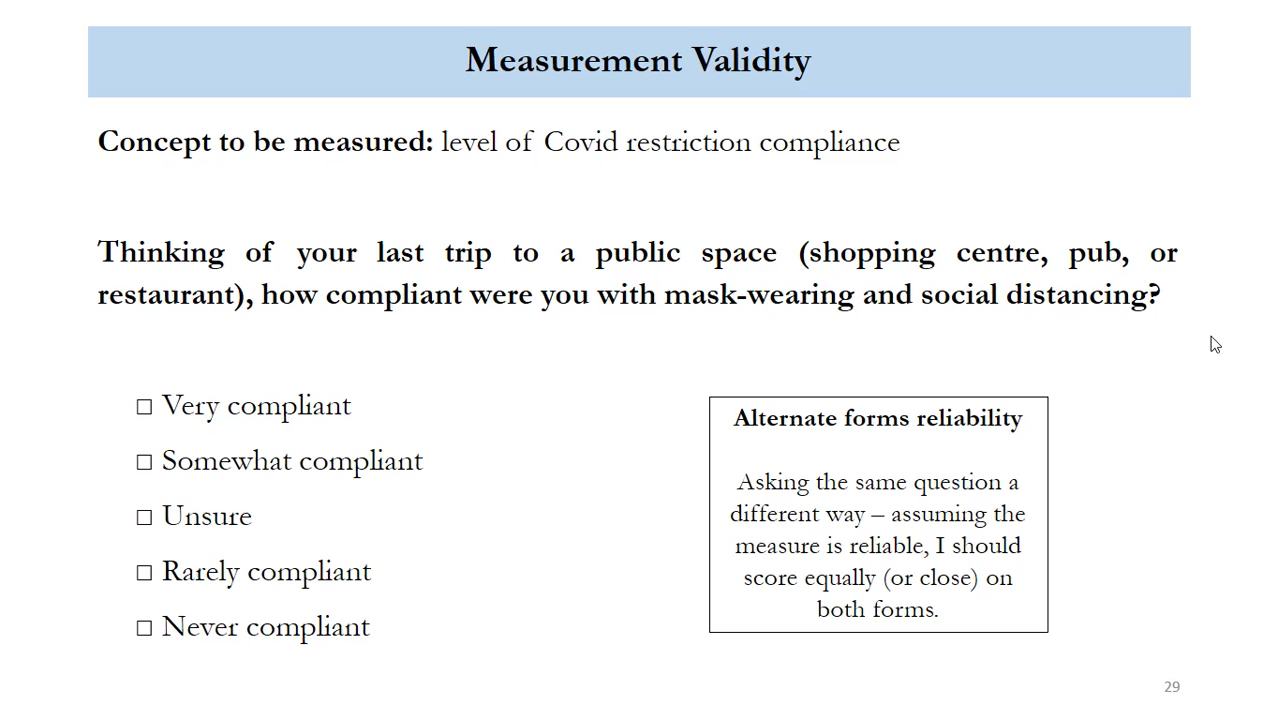 Measurement Validity
Concept to be measured: level of Covid restriction compliance
Thinking of your last trip to a public space (shopping centre, pub, or
restaurant), how compliant were you with mask-wearing and social distancing?
□ Very compliant
□ Somewhat compliant
□ Unsure
□ Rarely compliant
□ Never compliant
Alternate forms reliability
Asking the same question a
different way – assuming the
measure is reliable, I should
score equally (or close) on
both forms.
29